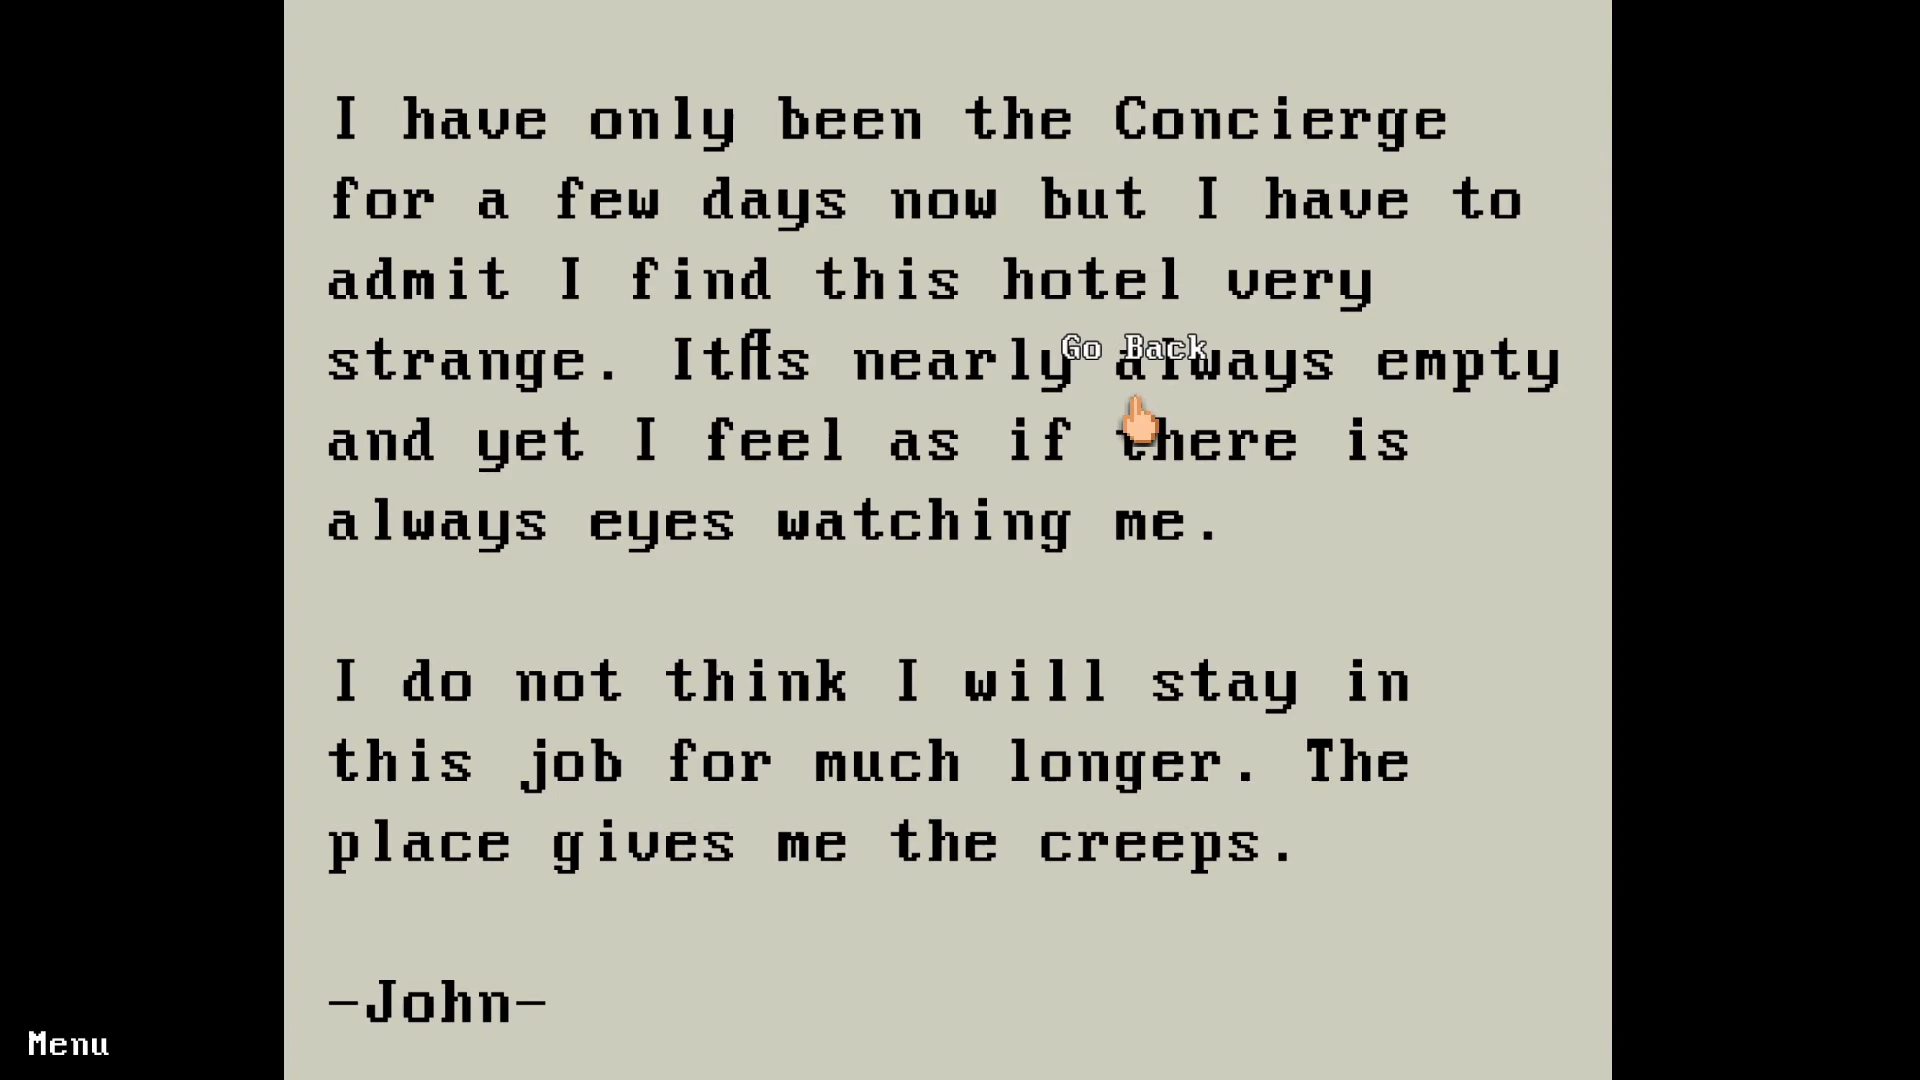 I have only been the Concierge
for a few days now but I have to
admit I find this hotel very
strange. Itﬂs nearly always empty
and yet I feel as if there is
always eyes watching me.
I do not think I will stay in
this job for much longer. The
place gives me the creeps.
-John-
Go Back
Menu